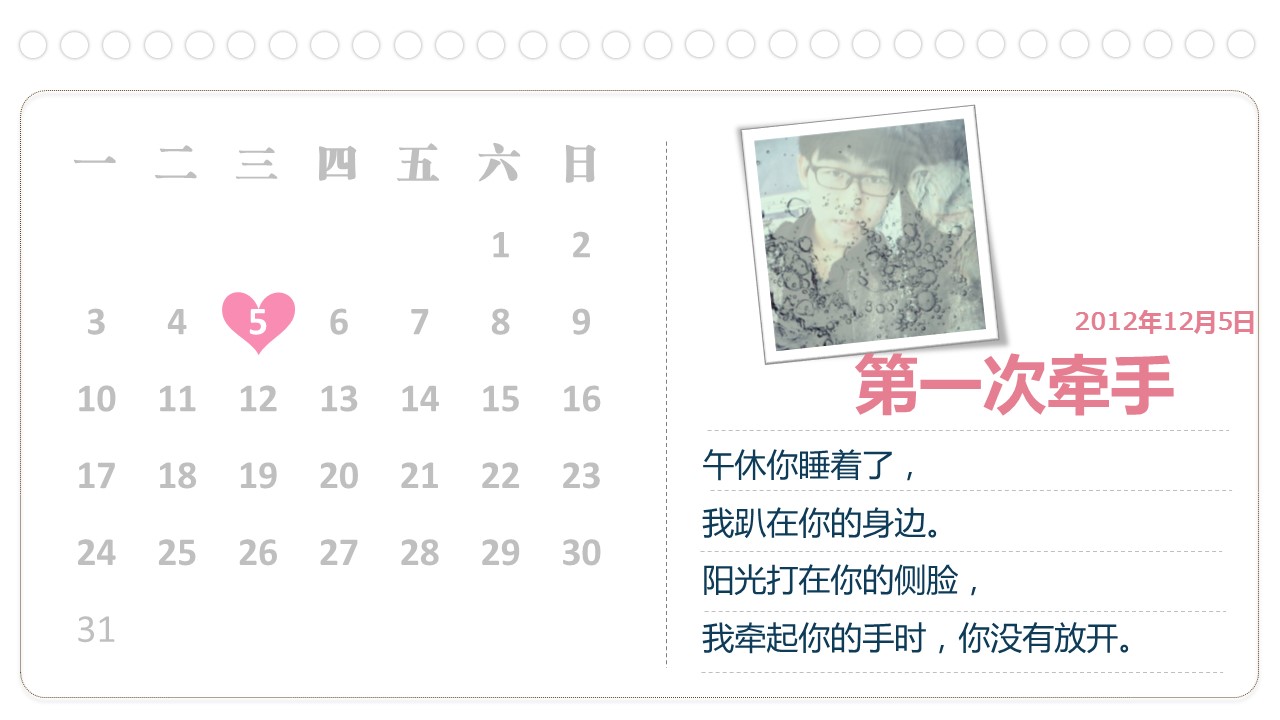 一 二 三 四 五 六 日
1 2
3 4 5 6 7 8 9
10 11 12 13 14 15 16
17 18 19 20 21 22 23
24 25 26 27 28 29 30
31
2012年12月5日
第一次牵手
午休你睡着了，
我趴在你的身边。
阳光打在你的侧脸，
我牵起你的手时，你没有放开。